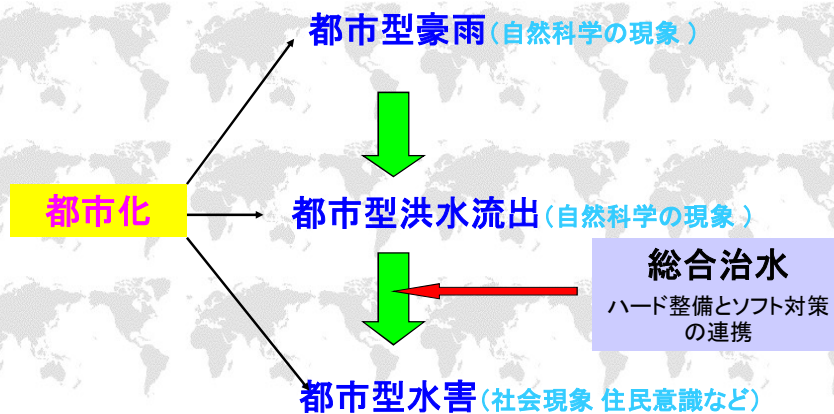 都市型豪雨(自然科学の現象 )
都市化
都市型洪水流出(自然科学の現象 )
総合治水
ハード整備とソフト対策
の連携
都市型水害(社会現象 住民意識など)